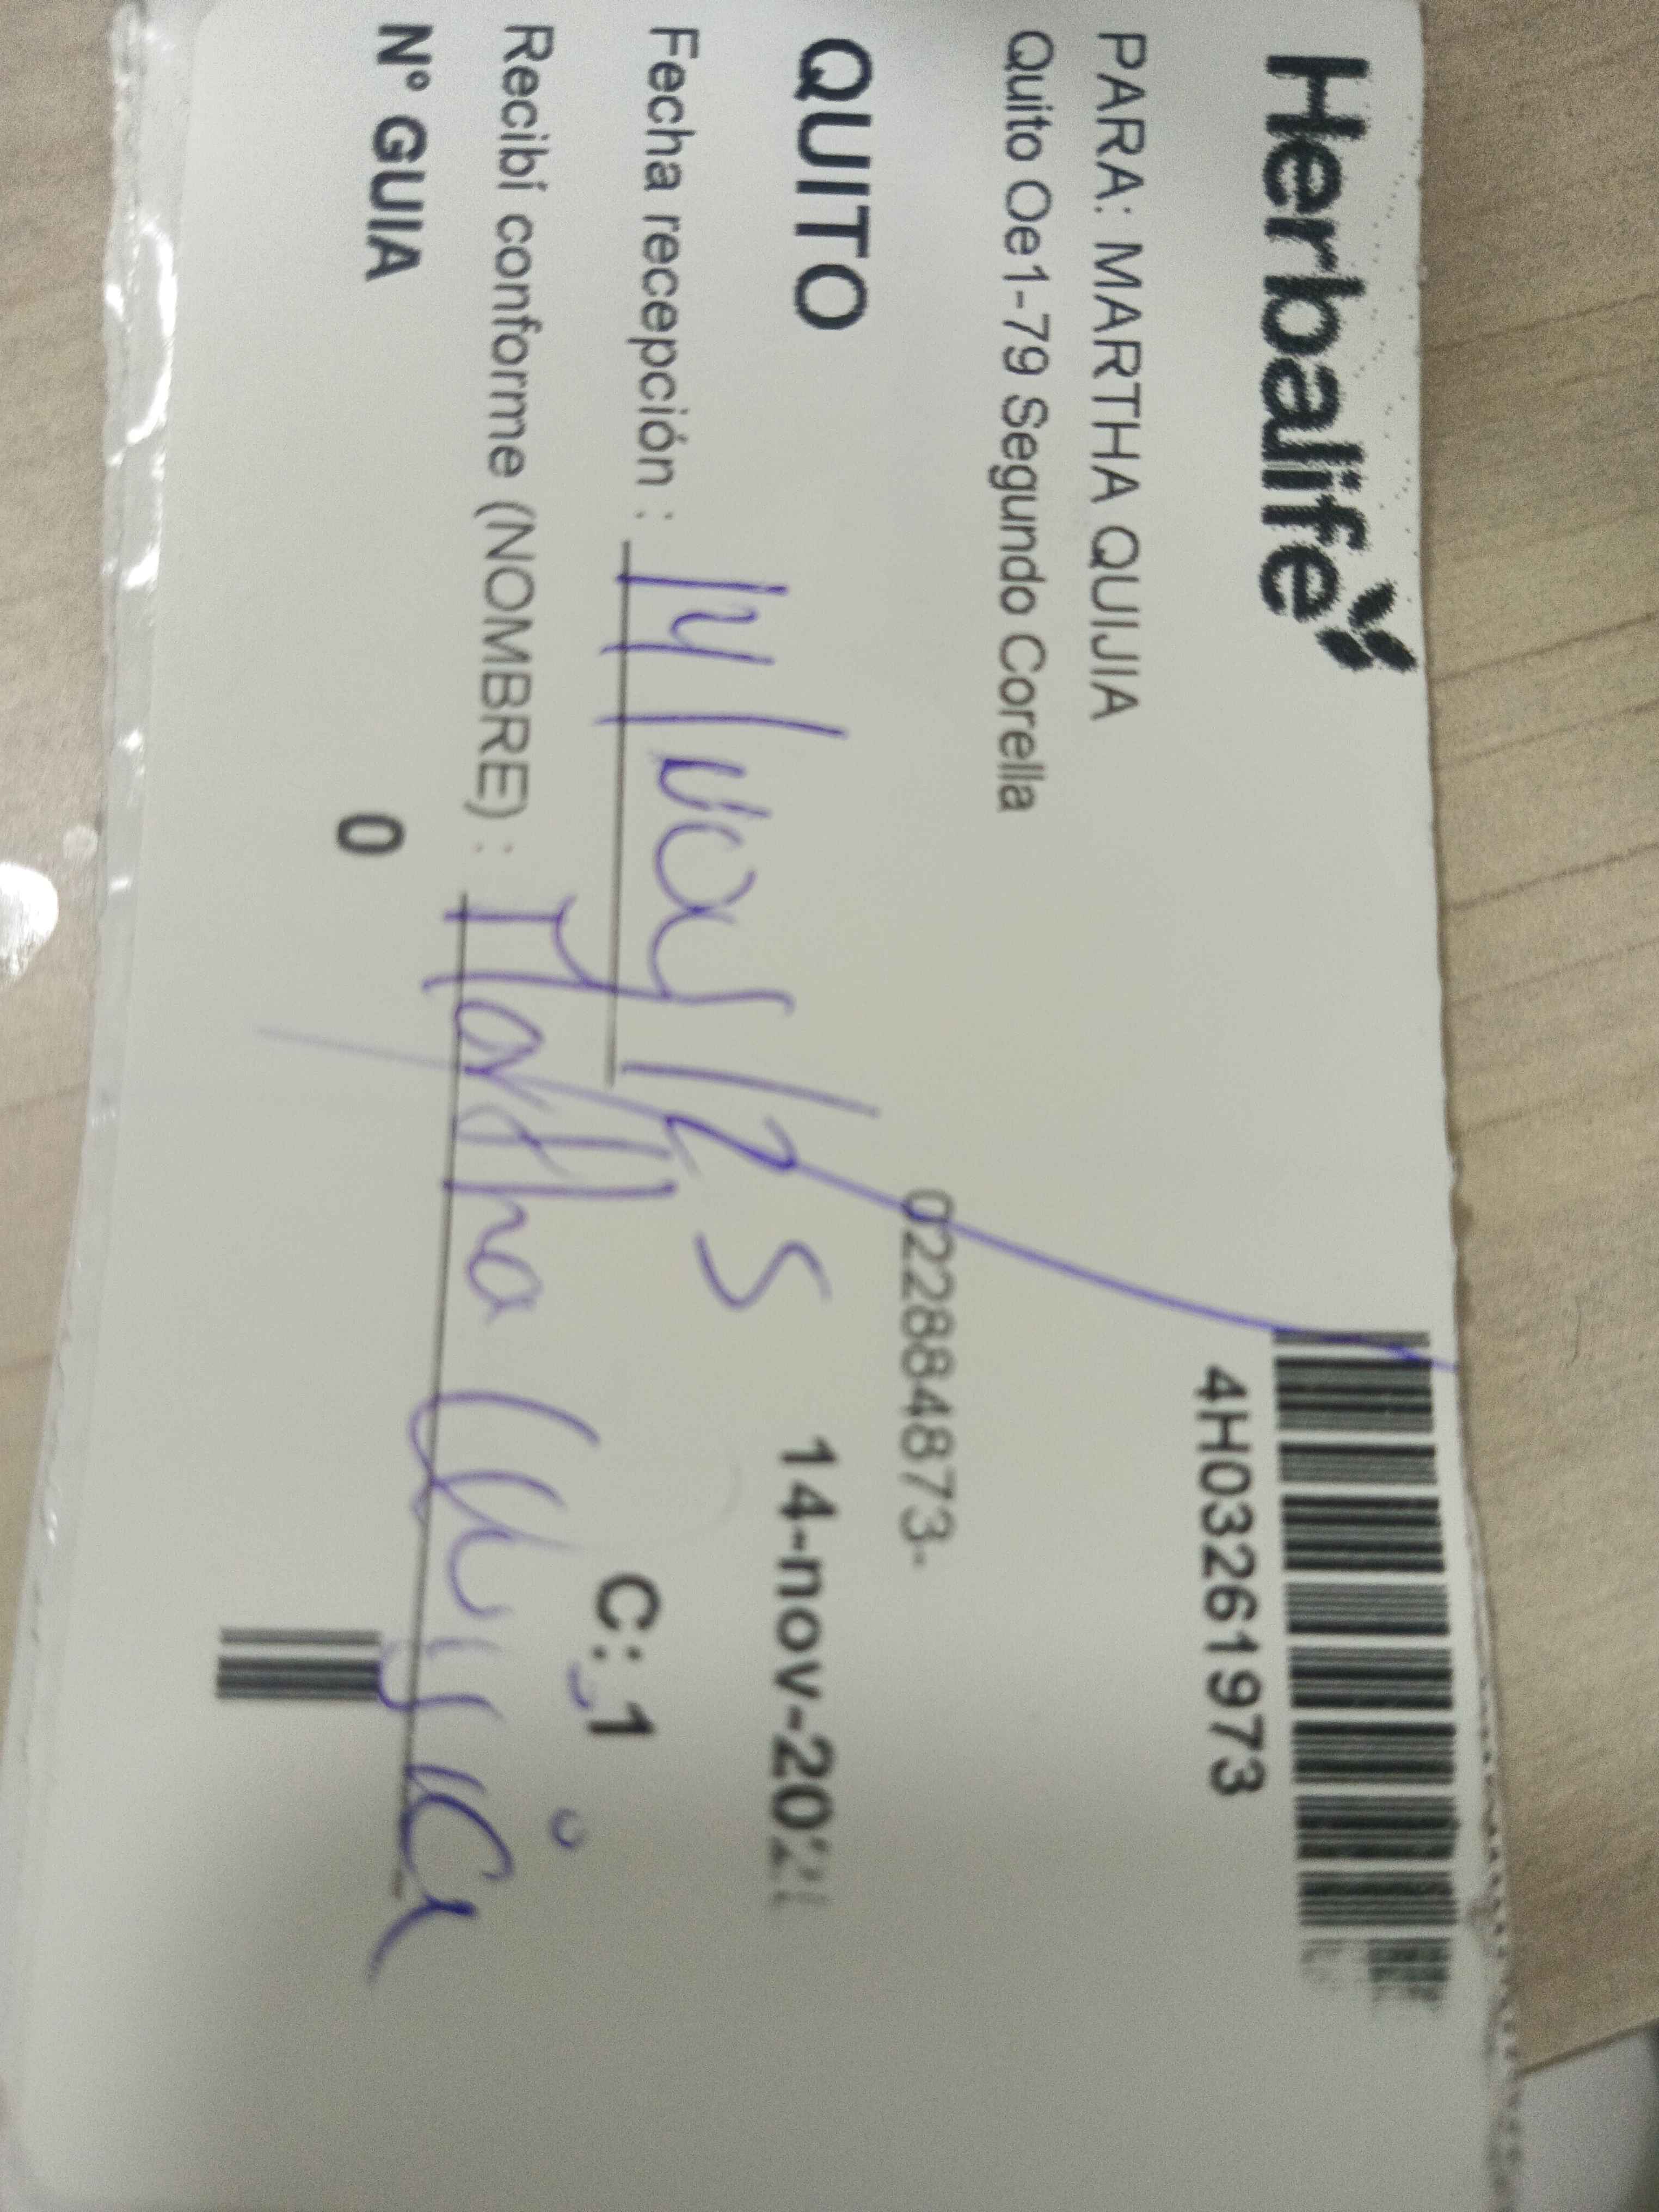 Herbalife
4H03261973
PARA: MARTHA QUIJIA
Quito Oe1-79 Segundo Corella
022884873-
QUITO
14-nov-202
Fecha recepción : 14/Nov/25
C: 1
Recibí conforme (NOMBRE) : Martha Quijia
N° GUIA 0